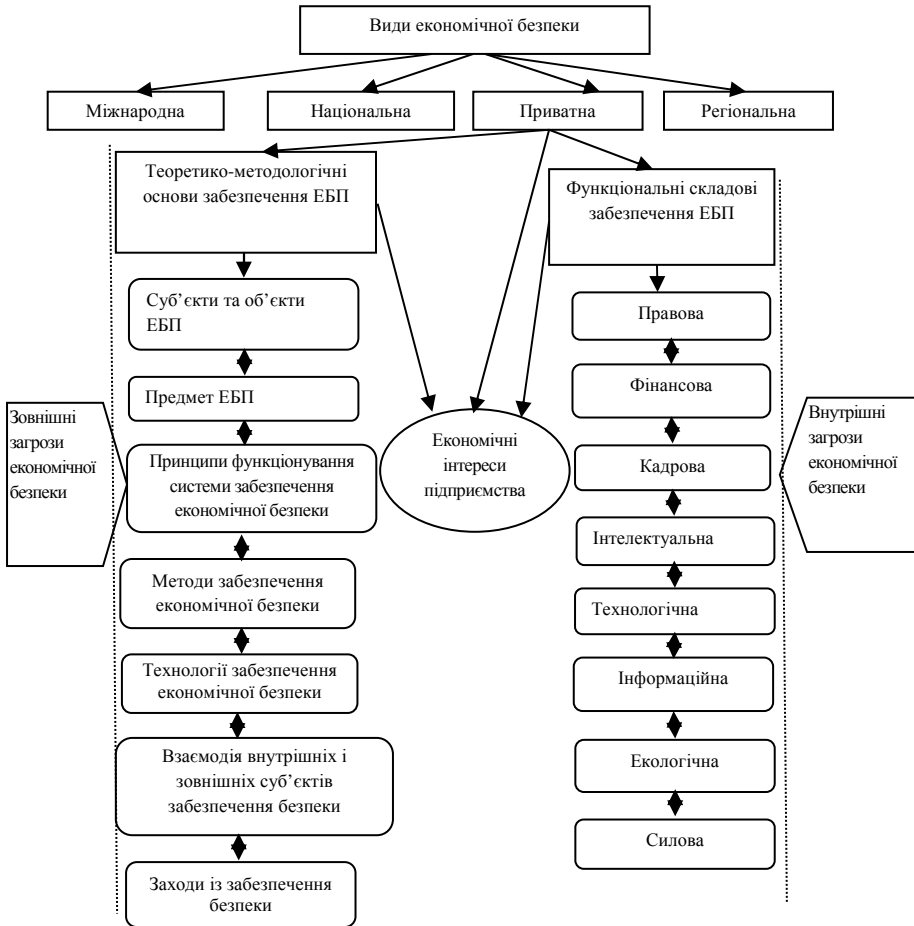 Види економічної безпеки
Міжнародна
Національна
Приватна
Регіональна
Теоретико-методологічні
основи забезпечення ЕБП
Функціональні складові
забезпечення ЕБП
Суб’єкти та об’єкти
ЕБП
Предмет ЕБП
Принципи функціонування
системи забезпечення
економічної безпеки
Методи забезпечення
економічної безпеки
Технології забезпечення
економічної безпеки
Взаємодія внутрішніх і
зовнішніх суб’єктів
забезпечення безпеки
Заходи із забезпечення
безпеки
Зовнішні
загрози
економічної
безпеки
Економічні
інтереси
підприємства
Правова
Фінансова
Кадрова
Інтелектуальна
Технологічна
Інформаційна
Екологічна
Силова
Внутрішні
загрози
економічної
безпеки